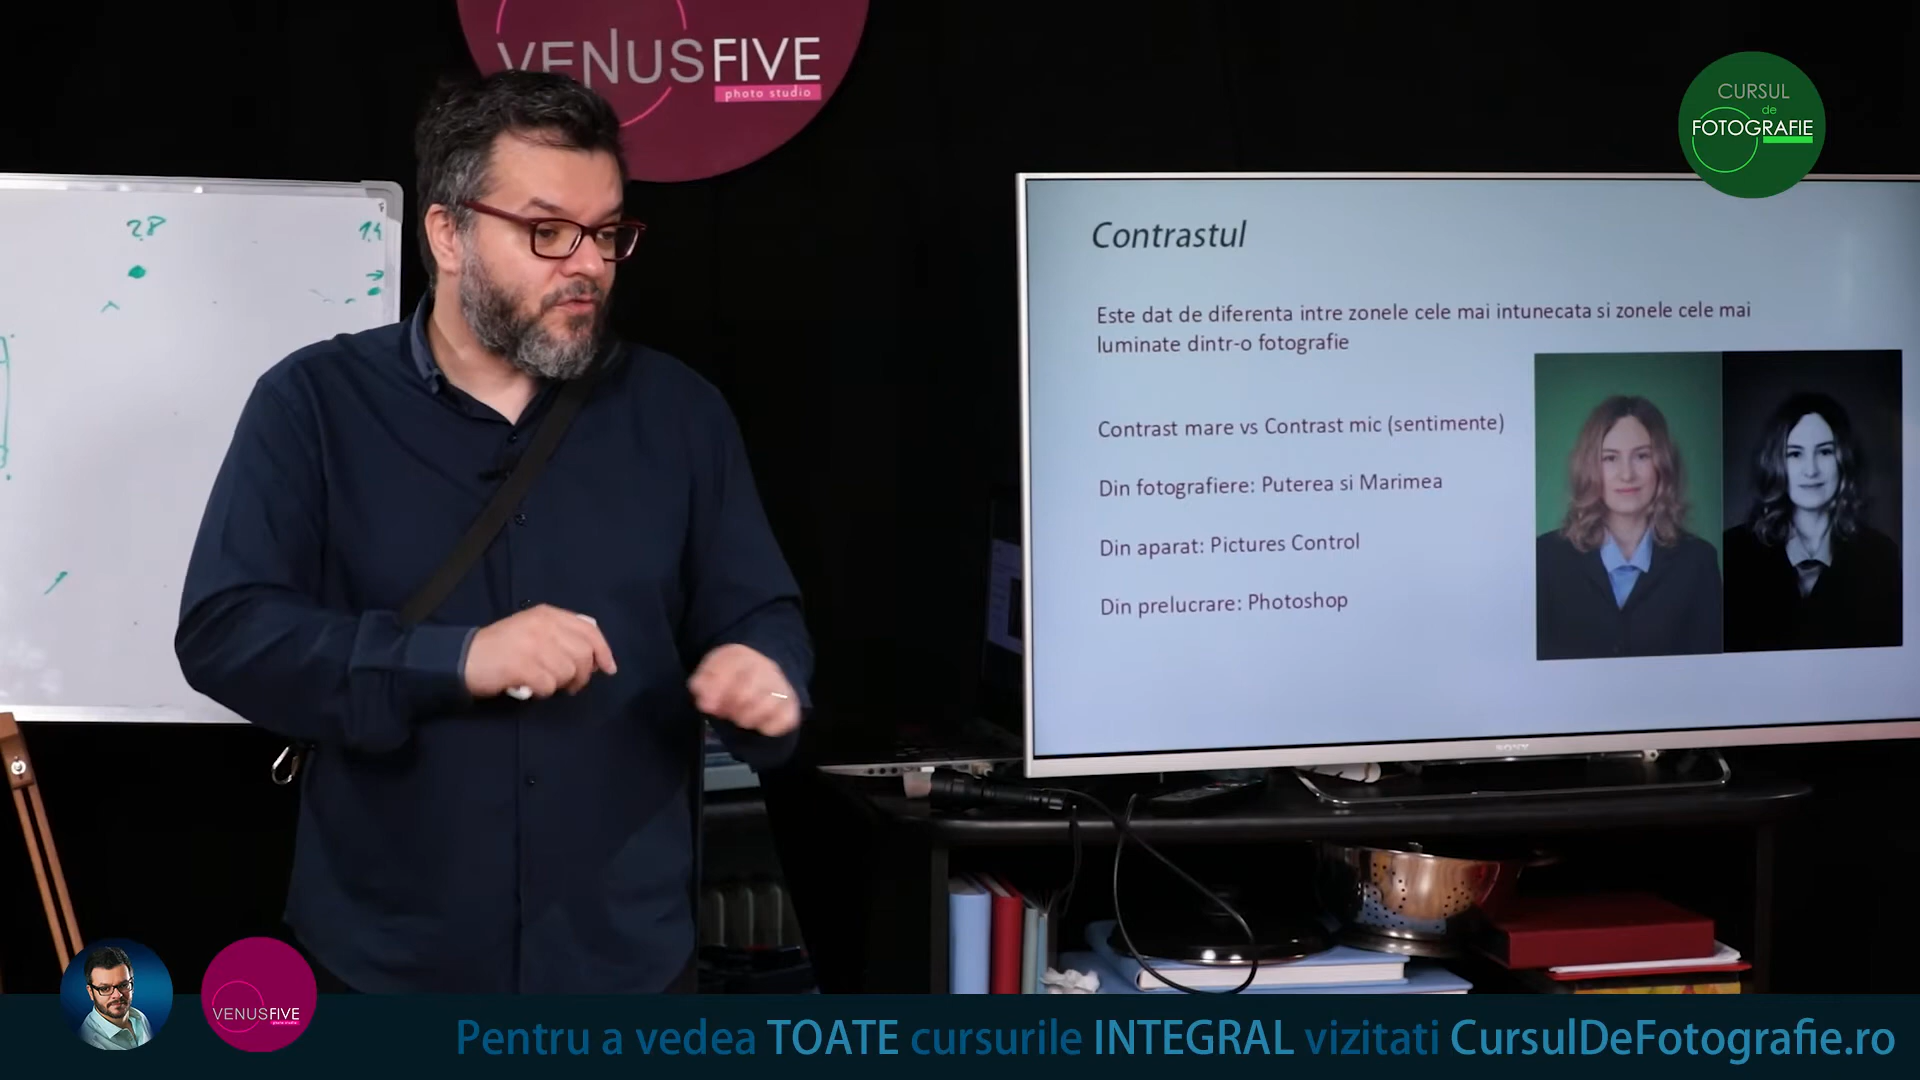 VENUSFIVE
photo studio
CURSUL
de
FOTOGRAFIE
2.8
1.4
Contrastul
Este dat de diferenta intre zonele cele mai intunecata si zonele cele mai
luminate dintr-o fotografie
Contrast mare vs Contrast mic (sentimente)
Din fotografiere: Puterea si Marimea
Din aparat: Pictures Control
Din prelucrare: Photoshop
SONY
VENUSFIVE
photo studio
Pentru a vedea TOATE cursurile INTEGRAL vizitati CursulDeFotografie.ro